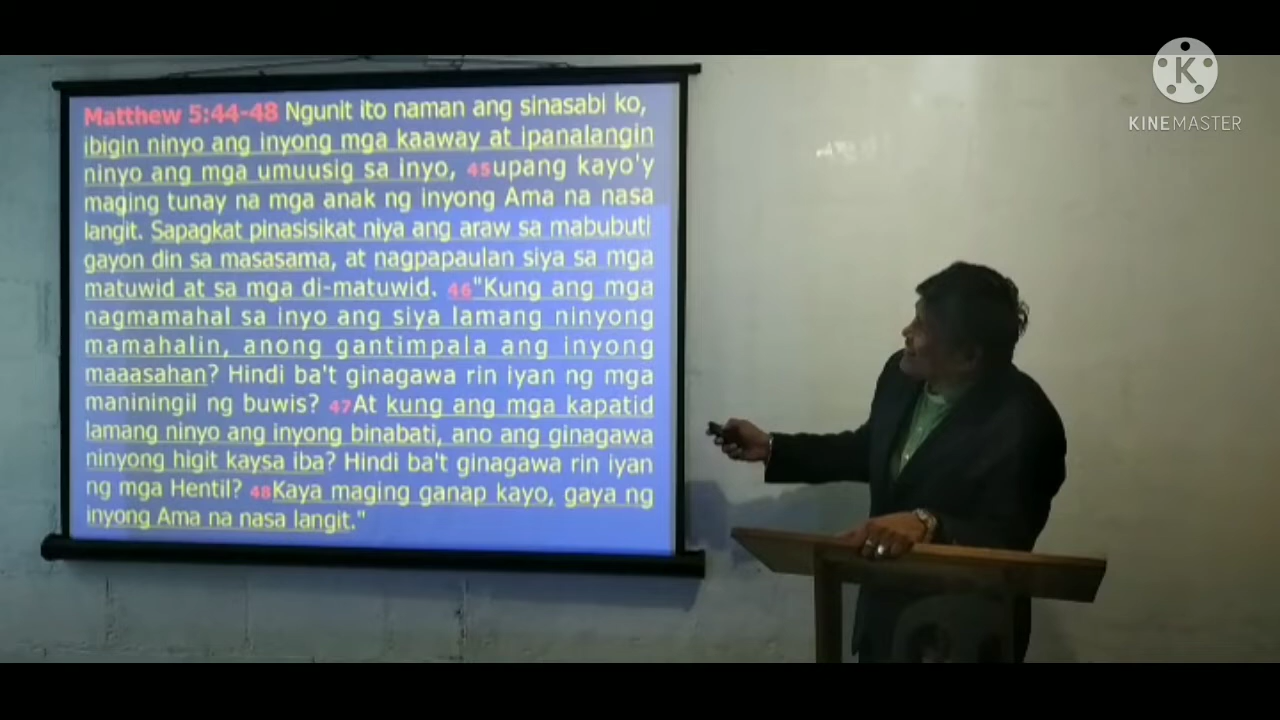 Matthew 5:44-48 Ngunit ito naman ang sinasabi ko,
ibigin ninyo ang inyong mga kaaway at ipanalangin
ninyo ang mga umuusig sa inyo, 45upang kayo'y
maging tunay na mga anak ng inyong Ama na nasa
langit. Sapagkat pinasisikat niya ang araw sa mabubuti
gayon din sa masasama, at nagpapaulan siya sa mga
matuwid at sa mga di-matuwid. 46"Kung ang mga
nagmamahal sa inyo ang siya lamang ninyong
mamahalin, anong gantimpala ang inyong
maaasahan? Hindi ba't ginagawa rin iyan ng mga
maniningil ng buwis? 47At kung ang mga kapatid
lamang ninyo ang inyong binabati, ano ang ginagawa
ninyong higit kaysa iba? Hindi ba't ginagawa rin iyan
ng mga Hentil? 48Kaya maging ganap kayo, gaya ng
inyong Ama na nasa langit."
K
KINEMASTER